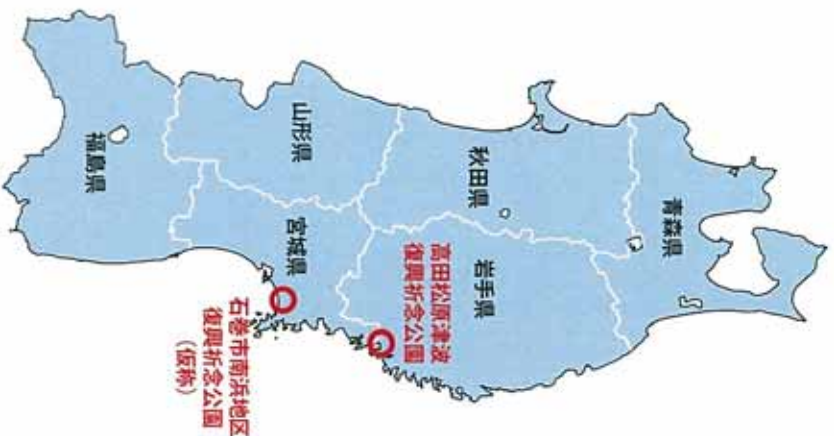 青森県
秋田県
岩手県
高田松原津波
復興祈念公園
山形県
宮城県
石巻市南浜地区
復興祈念公園
（仮称）
福島県